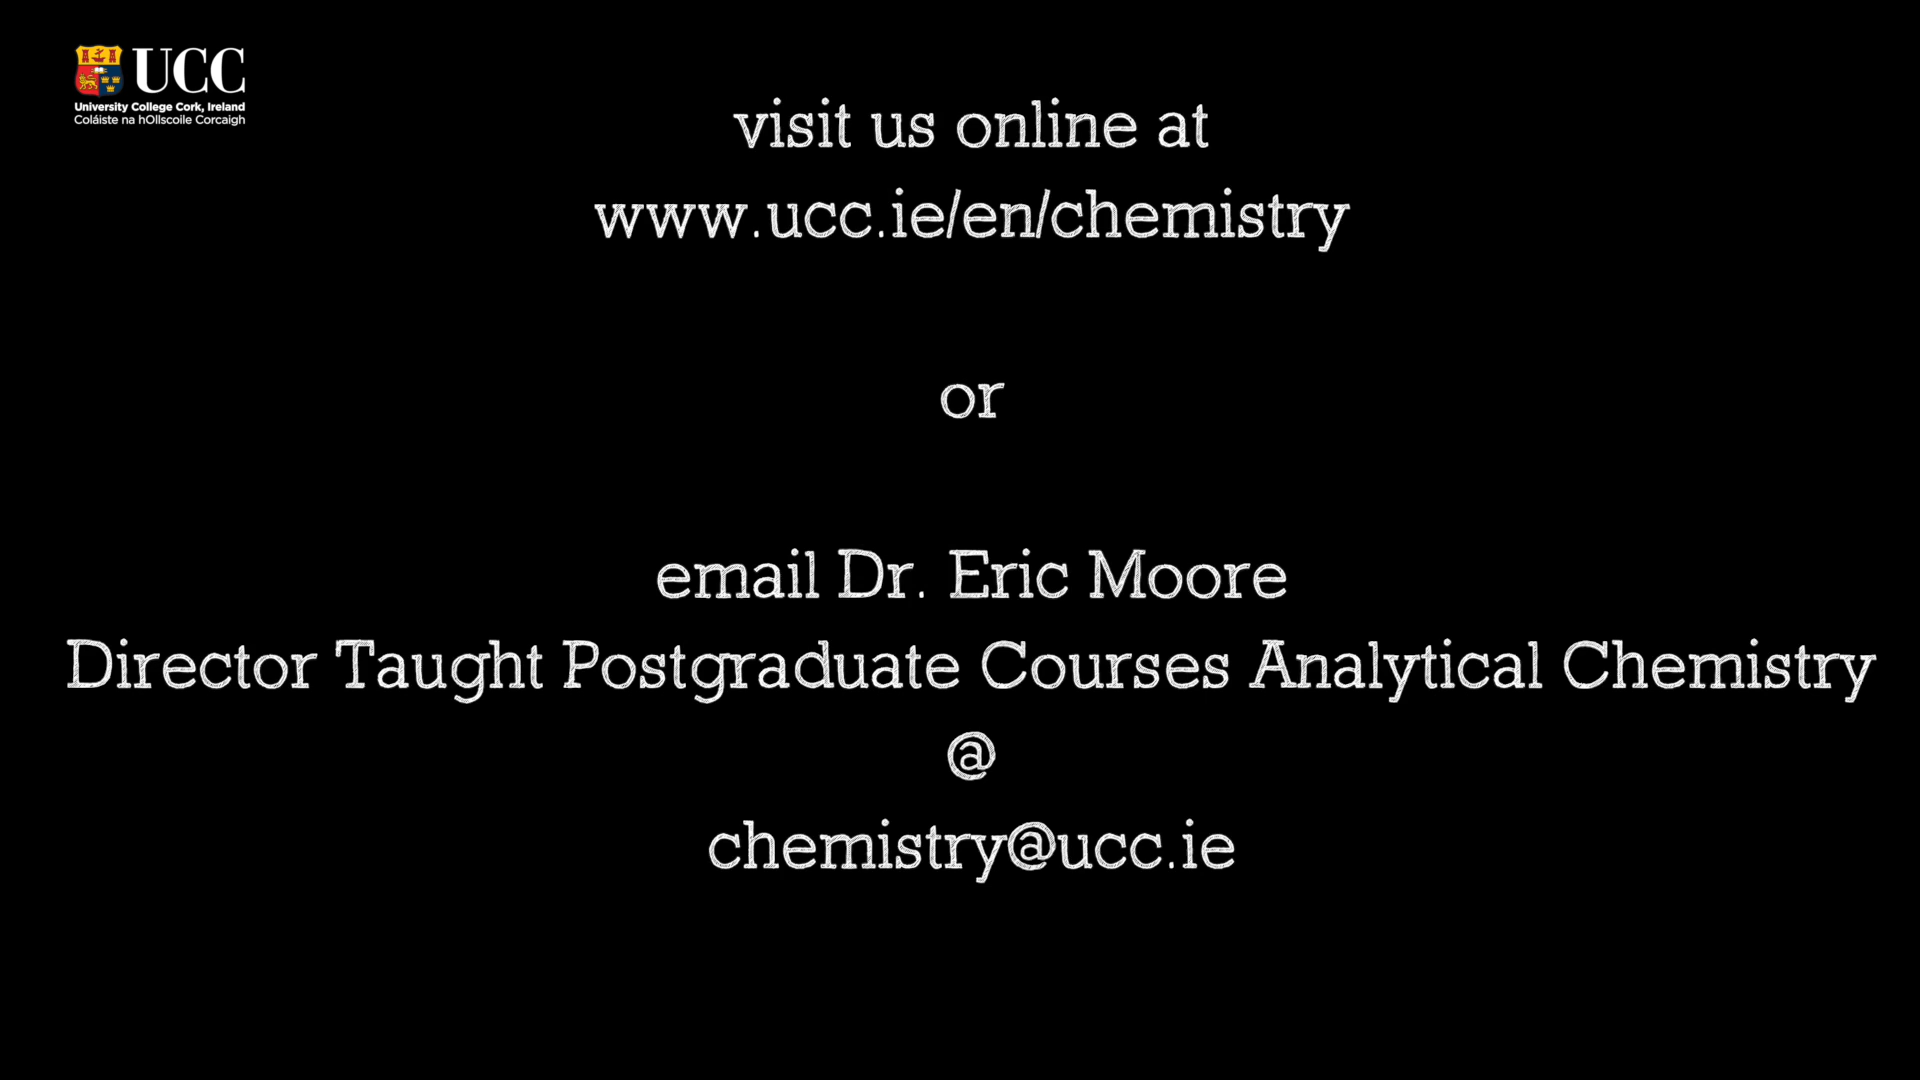 UCC
University College Cork, Ireland
Coláiste na hOllscoile Corcaigh
visit us online at
www.ucc.ie/en/chemistry
or
email Dr. Eric Moore
Director Taught Postgraduate Courses Analytical Chemistry
@
chemistry@ucc.ie